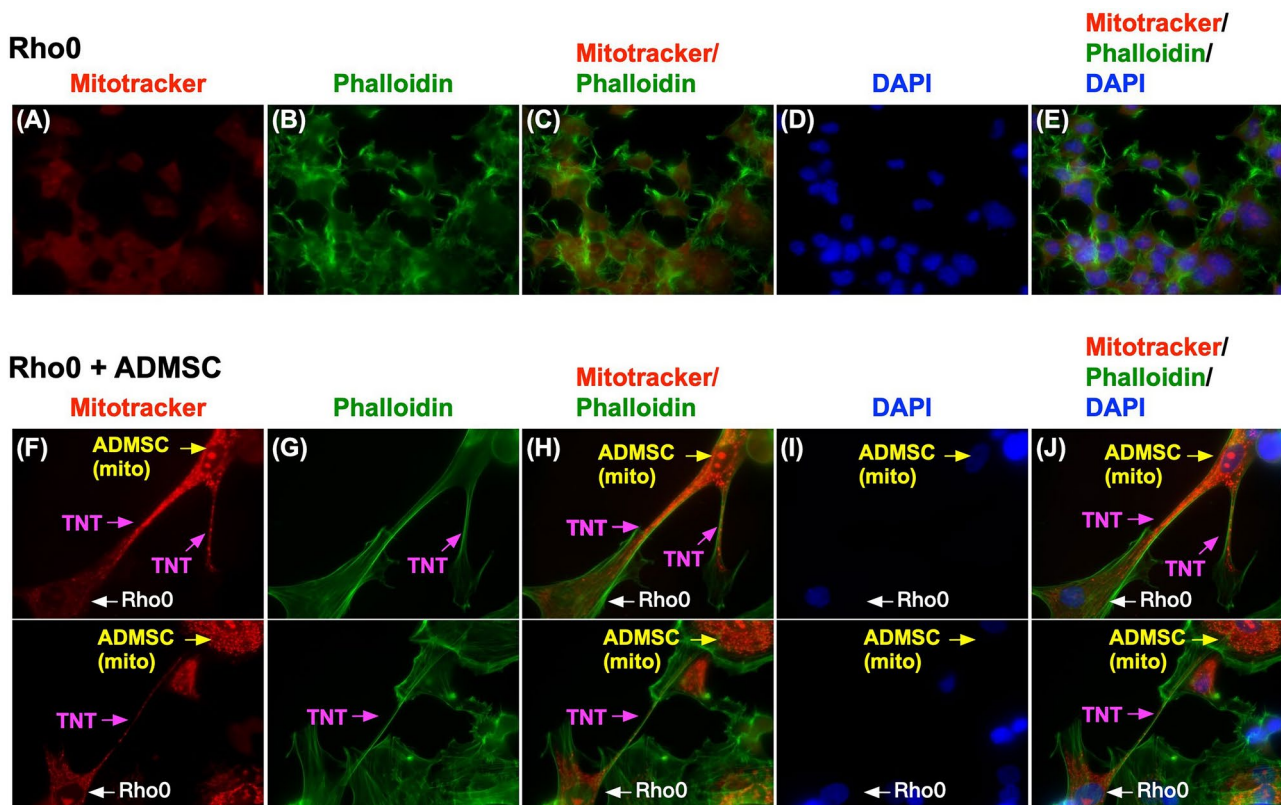 Rho0
Mitotracker
Phalloidin
Mitotracker/
Phalloidin
DAPI
Mitotracker/
Phalloidin/
DAPI
(A)
(B)
(C)
(D)
(E)
Rho0 + ADMSC
Mitotracker
Phalloidin
Mitotracker/
Phalloidin
DAPI
Mitotracker/
Phalloidin/
DAPI
(F)
ADMSC
(mito)
TNT
TNT
Rho0
(G)
(H)
ADMSC
(mito)
TNT
TNT
Rho0
(I)
ADMSC
(mito)
Rho0
(J)
ADMSC
(mito)
TNT
TNT
Rho0
ADMSC
(mito)
TNT
Rho0
TNT
ADMSC
(mito)
TNT
Rho0
ADMSC
(mito)
Rho0
ADMSC
(mito)
TNT
Rho0